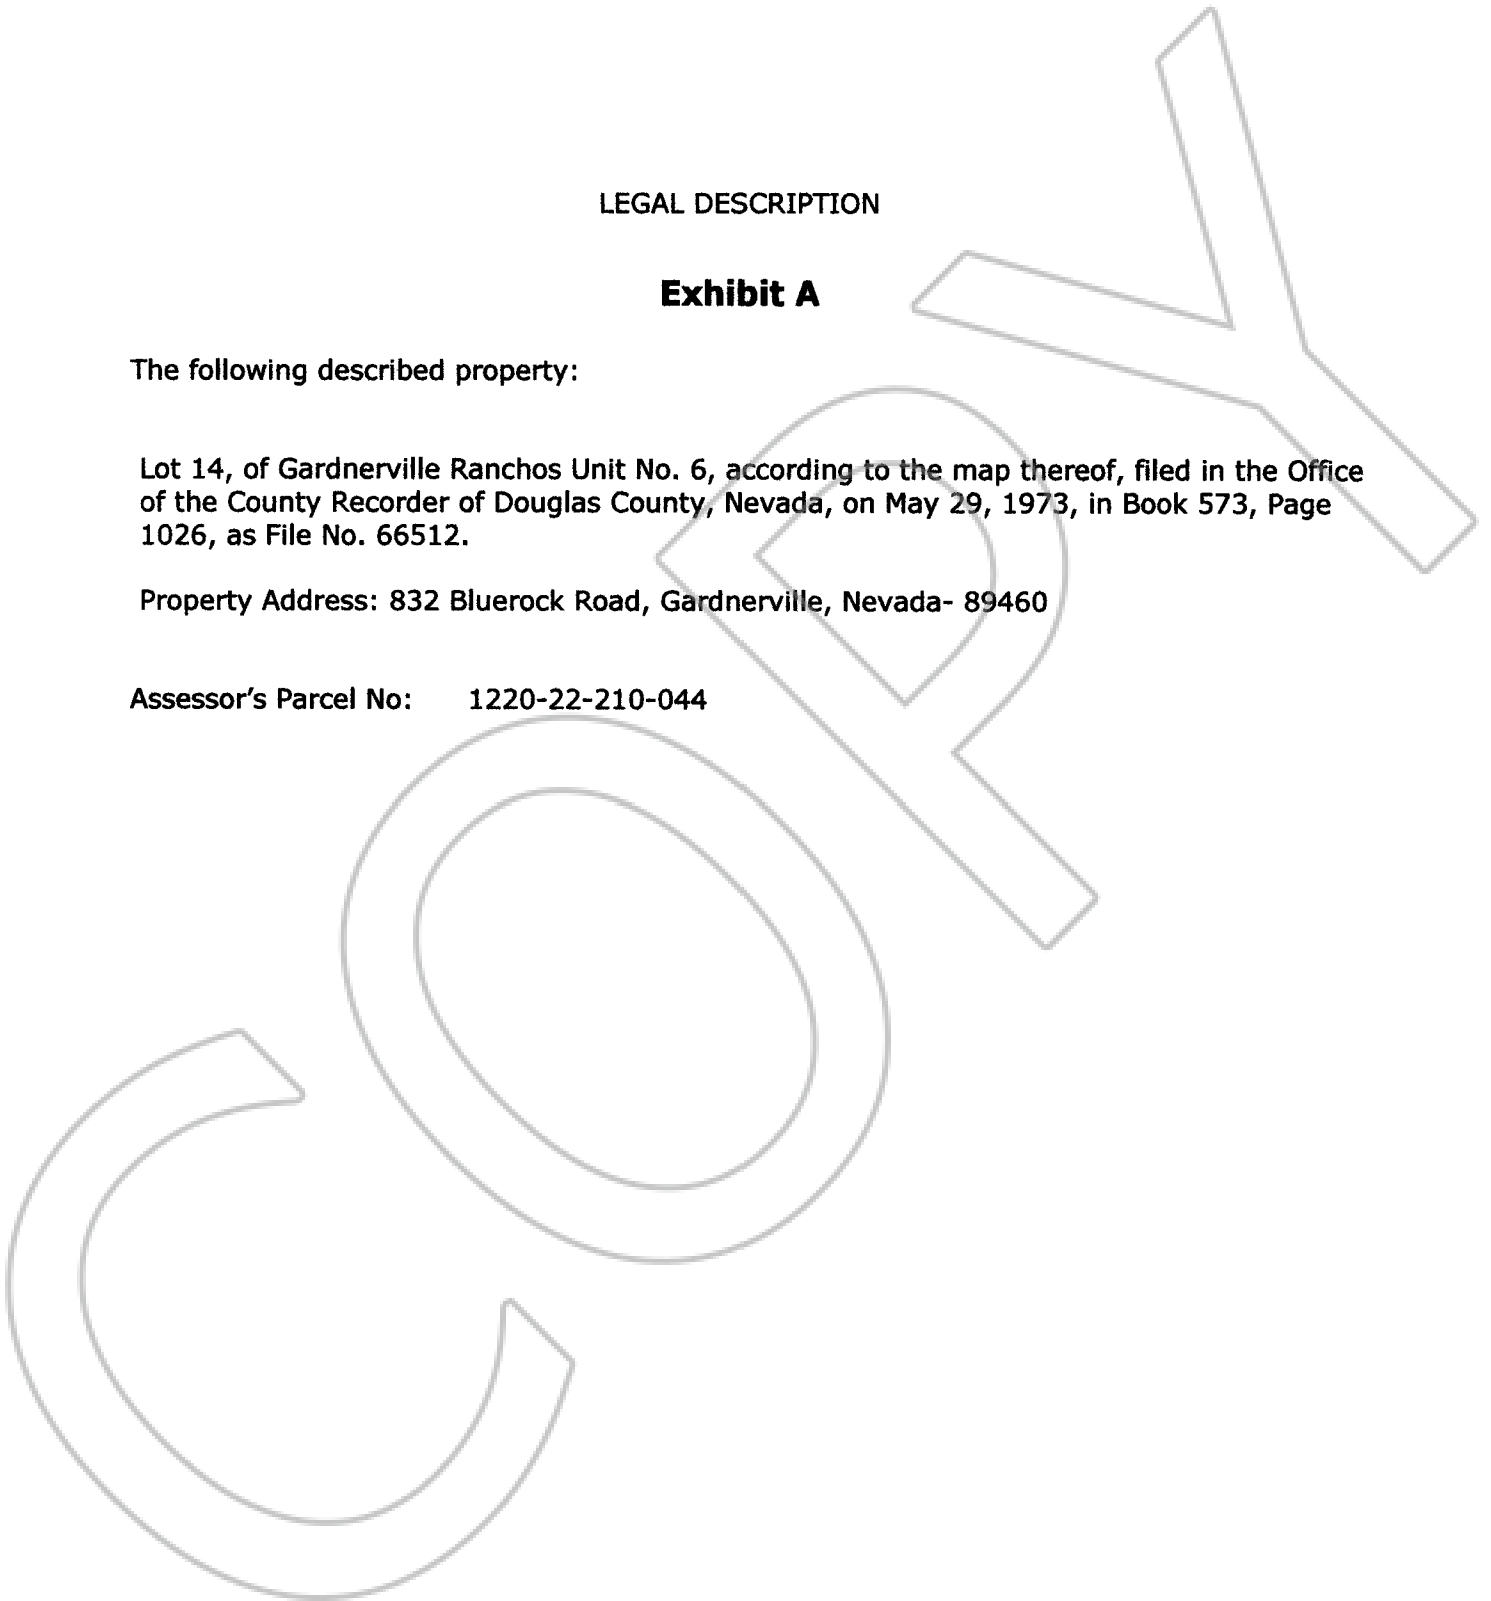 LEGAL DESCRIPTION
Exhibit A
The following described property:
Lot 14, of Gardnerville Ranchos Unit No. 6, according to the map thereof, filed in the Office
of the County Recorder of Douglas County, Nevada, on May 29, 1973, in Book 573, Page
1026, as File No. 66512.
Property Address: 832 Bluerock Road, Gardnerville, Nevada- 89460
Assessor's Parcel No: 1220-22-210-044
COPY